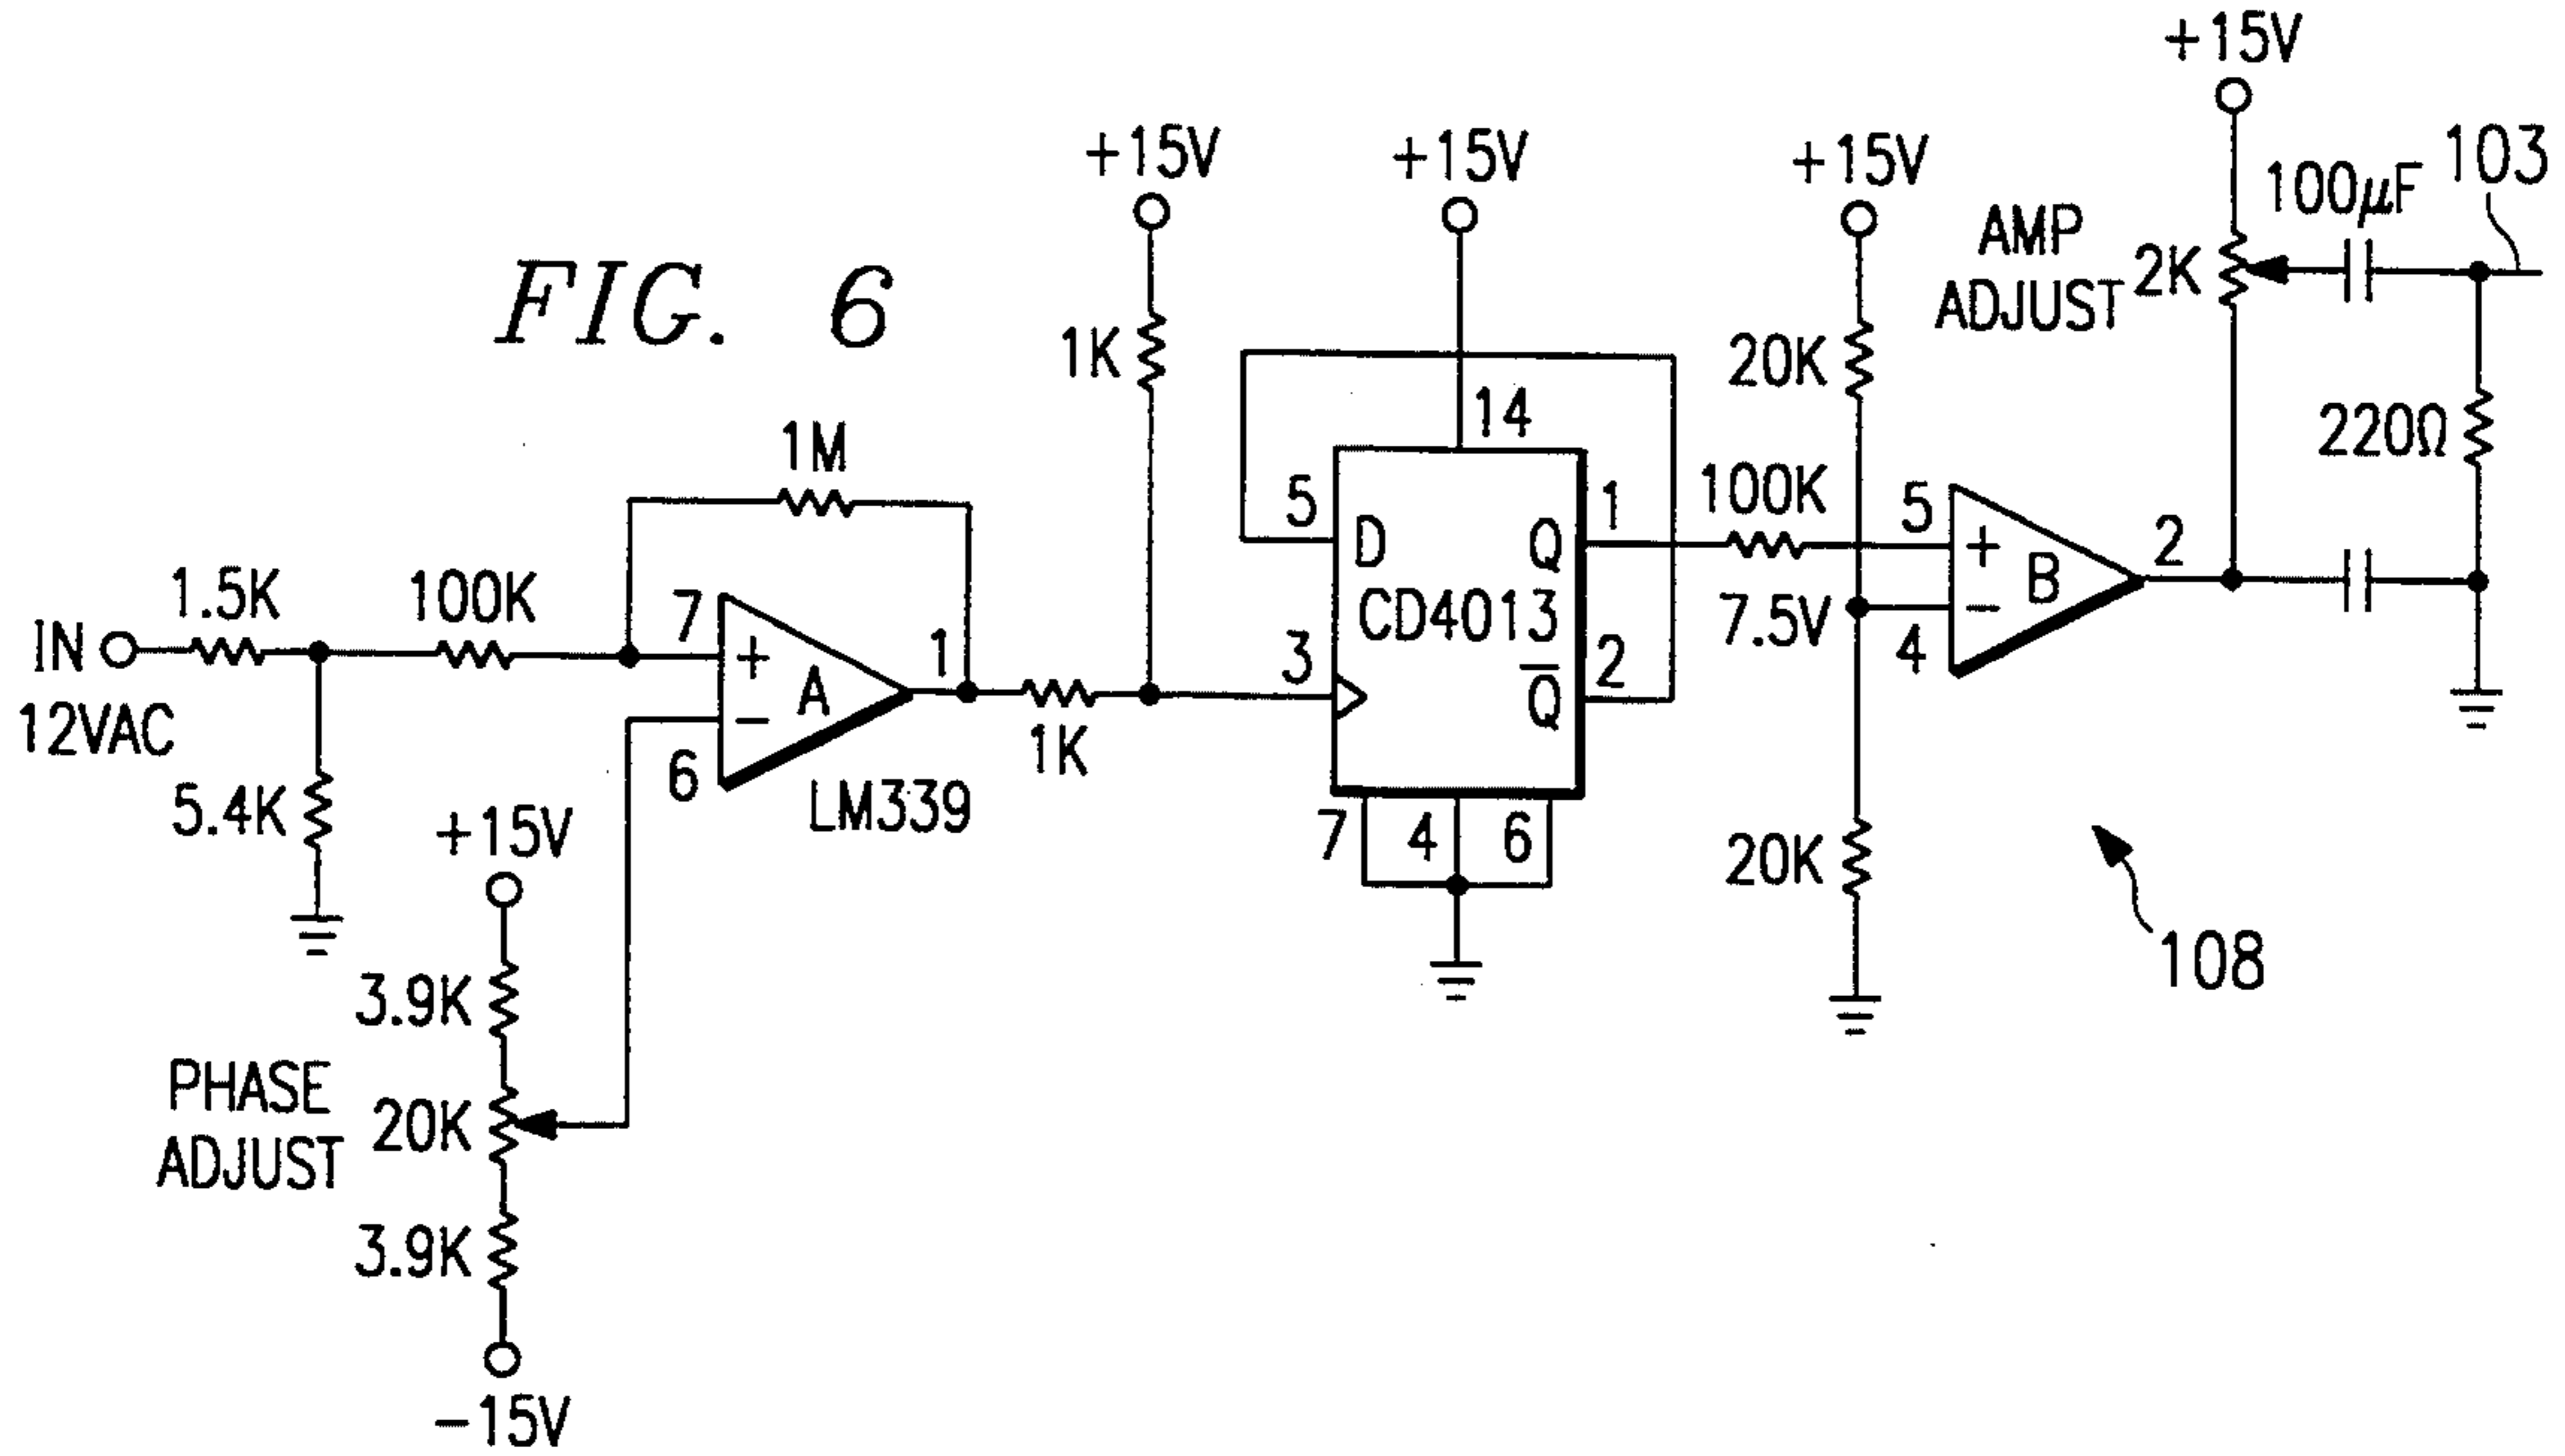 FIG. 6
IN
12VAC
1.5K
5.4K
100K
1M
7
+
−
6
A
1
LM339
+15V
3.9K
PHASE
ADJUST
20K
3.9K
−15V
1K
+15V
1K
+15V
14
5
D
Q
1
CD4013
3
Q̅
2
7
4
6
100K
+15V
20K
7.5V
20K
5
+
−
4
B
2
+15V
AMP
ADJUST
2K
100μF
103
220Ω
108